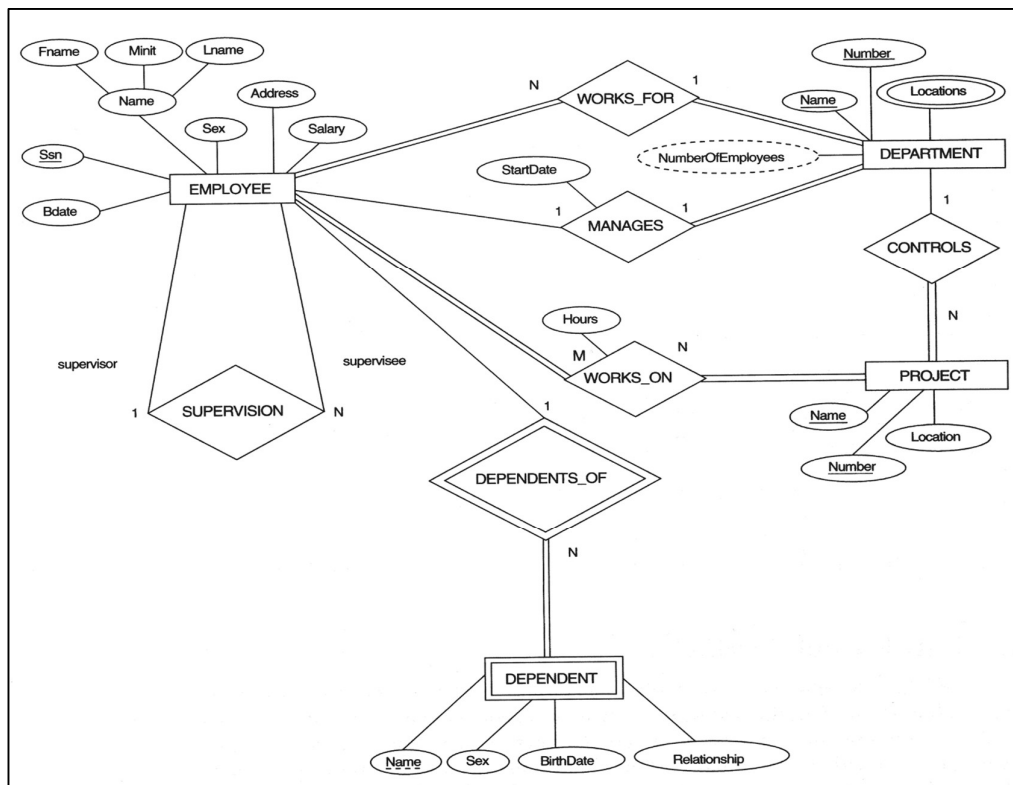 Fname
Minit
Lname
Name
Address
Sex
Salary
Ssn
Bdate
EMPLOYEE
N
WORKS_FOR
1
Number
Name
Locations
NumberOfEmployees
DEPARTMENT
StartDate
1
MANAGES
1
1
CONTROLS
N
supervisor
supervisee
1
SUPERVISION
N
Hours
M
WORKS_ON
N
PROJECT
Name
Number
Location
1
DEPENDENTS_OF
N
DEPENDENT
Name
Sex
BirthDate
Relationship